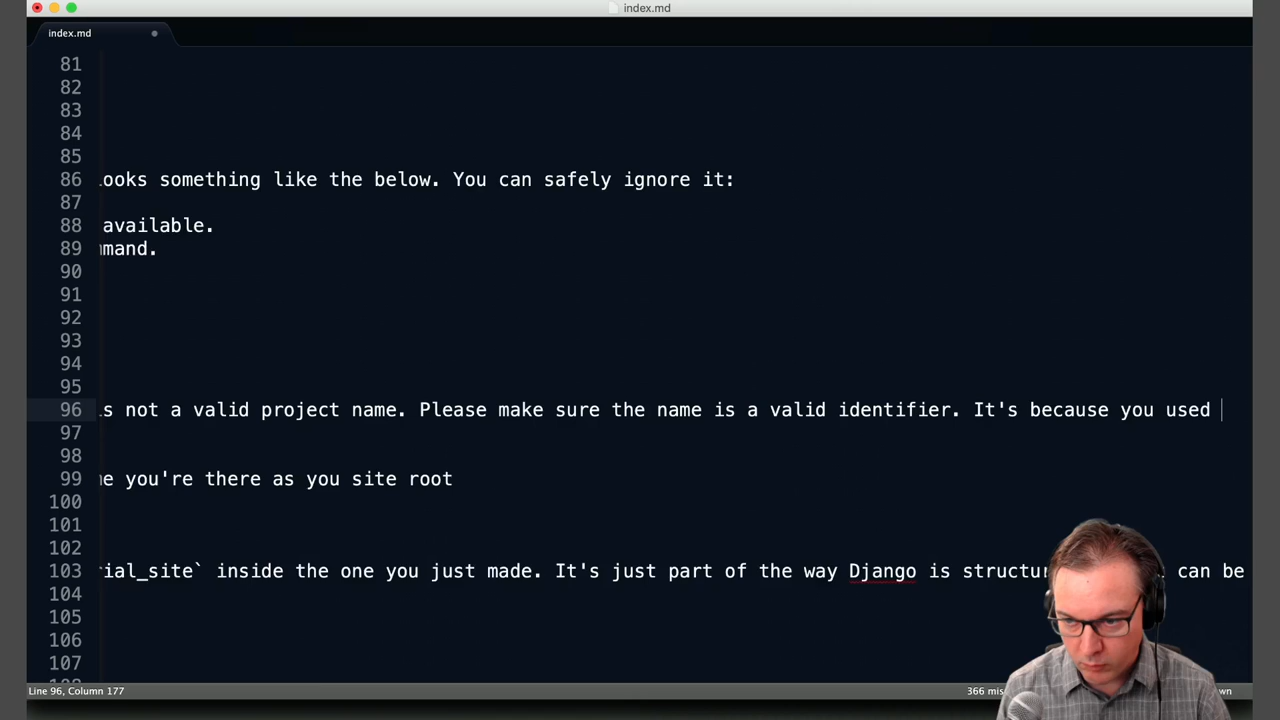 index.md
index.md
81
82
83
84
85
86 ooks something like the below. You can safely ignore it:
87
88 available.
89 mmand.
90
91
92
93
94
95
96 s not a valid project name. Please make sure the name is a valid identifier. It's because you used
97
98
99 e you're there as you site root
100
101
102
103 ial_site` inside the one you just made. It's just part of the way Django is structu can be
104
105
106
107
Line 96, Column 177
366 mis
wn